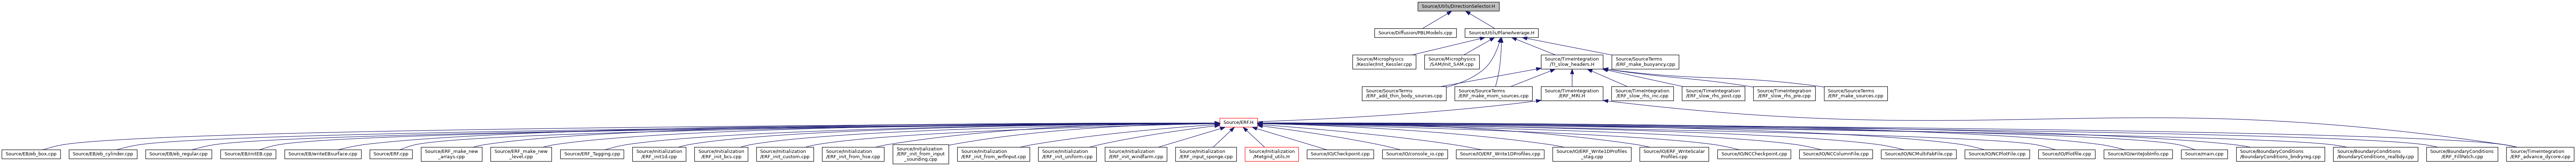 Source/Utils/DirectionSelector.H
Source/Diffusion/PBLModels.cpp
Source/Utils/PlaneAverage.H
Source/Microphysics
/Kessler/Init_Kessler.cpp
Source/Microphysics
/SAM/Init_SAM.cpp
Source/TimeIntegration
/TI_slow_headers.H
Source/SourceTerms
/ERF_make_buoyancy.cpp
Source/SourceTerms
/ERF_add_thin_body_sources.cpp
Source/SourceTerms
/ERF_make_mom_sources.cpp
Source/TimeIntegration
/ERF_MRI.H
Source/TimeIntegration
/ERF_slow_rhs_inc.cpp
Source/TimeIntegration
/ERF_slow_rhs_post.cpp
Source/TimeIntegration
/ERF_slow_rhs_pre.cpp
Source/SourceTerms
/ERF_make_sources.cpp
Source/ERF.H
Source/EB/eb_box.cpp
Source/EB/eb_cylinder.cpp
Source/EB/eb_regular.cpp
Source/EB/initEB.cpp
Source/EB/writeEBsurface.cpp
Source/ERF.cpp
Source/ERF_make_new
_arrays.cpp
Source/ERF_make_new
_level.cpp
Source/ERF_Tagging.cpp
Source/Initialization
/ERF_init1d.cpp
Source/Initialization
/ERF_init_bcs.cpp
Source/Initialization
/ERF_init_custom.cpp
Source/Initialization
/ERF_init_from_hse.cpp
Source/Initialization
/ERF_init_from_input
_sounding.cpp
Source/Initialization
/ERF_init_from_wrfinput.cpp
Source/Initialization
/ERF_init_uniform.cpp
Source/Initialization
/ERF_init_windfarm.cpp
Source/Initialization
/ERF_input_sponge.cpp
Source/Initialization
/Metgrid_utils.H
Source/IO/Checkpoint.cpp
Source/IO/console_io.cpp
Source/IO/ERF_Write1DProfiles.cpp
Source/IO/ERF_Write1DProfiles
_stag.cpp
Source/IO/ERF_WriteScalar
Profiles.cpp
Source/IO/NCCheckpoint.cpp
Source/IO/NCColumnFile.cpp
Source/IO/NCMultiFabFile.cpp
Source/IO/NCPlotFile.cpp
Source/IO/Plotfile.cpp
Source/IO/writeJobInfo.cpp
Source/main.cpp
Source/BoundaryConditions
/BoundaryConditions_bndryreg.cpp
Source/BoundaryConditions
/BoundaryConditions_realbdy.cpp
Source/BoundaryConditions
/ERF_FillPatch.cpp
Source/TimeIntegration
/ERF_advance_dycore.cpp